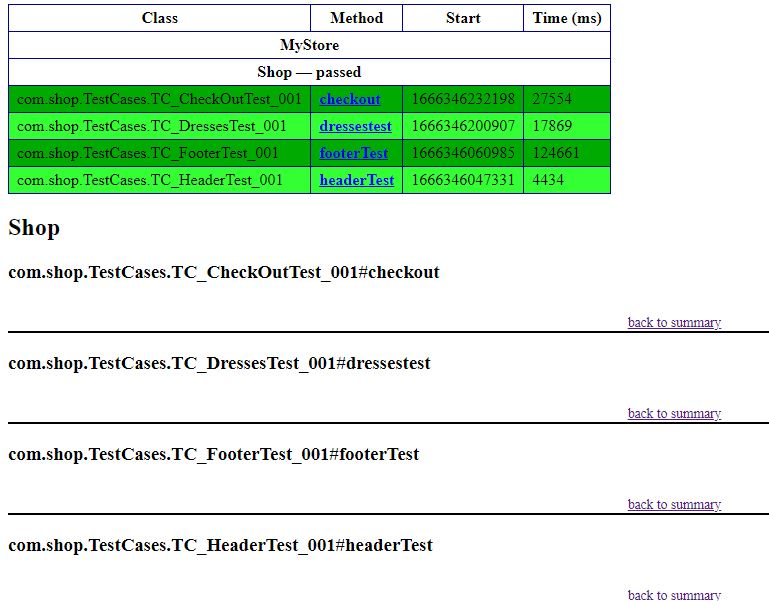 Class Method Start Time (ms)
MyStore
Shop — passed
com.shop.TestCases.TC_CheckOutTest_001 checkout 1666346232198 27554
com.shop.TestCases.TC_DressesTest_001 dressestest 1666346200907 17869
com.shop.TestCases.TC_FooterTest_001 footerTest 1666346060985 124661
com.shop.TestCases.TC_HeaderTest_001 headerTest 1666346047331 4434
Shop
com.shop.TestCases.TC_CheckOutTest_001#checkout
back to summary
com.shop.TestCases.TC_DressesTest_001#dressestest
back to summary
com.shop.TestCases.TC_FooterTest_001#footerTest
back to summary
com.shop.TestCases.TC_HeaderTest_001#headerTest
back to summary